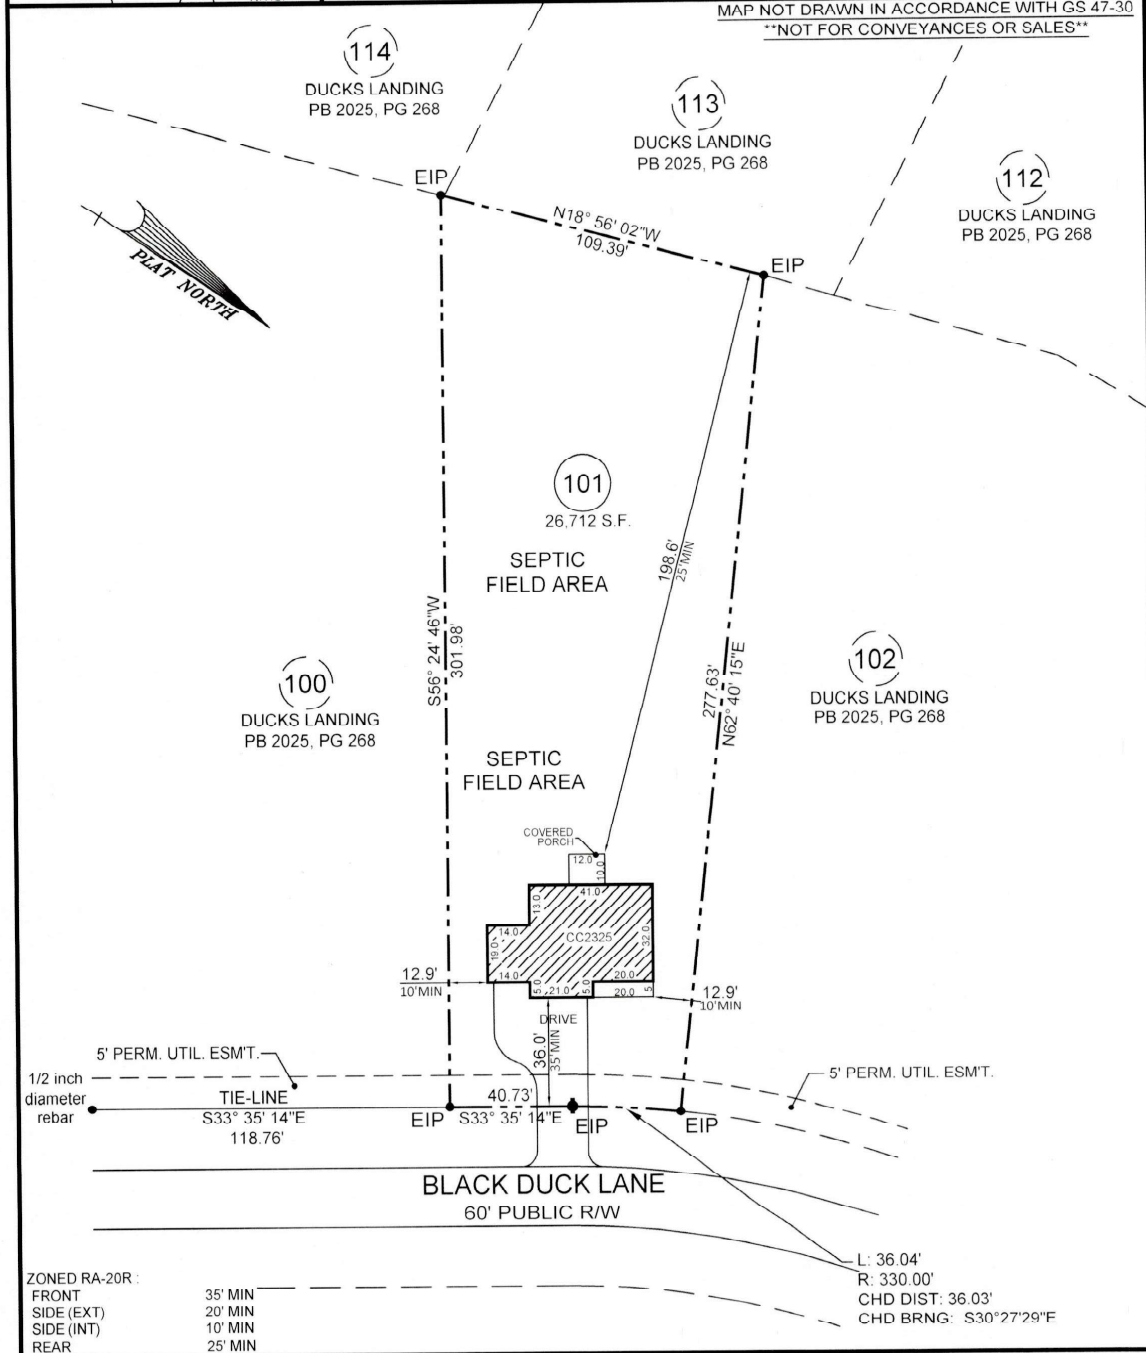 MAP NOT DRAWN IN ACCORDANCE WITH GS 47-30
**NOT FOR CONVEYANCES OR SALES**
114
DUCKS LANDING
PB 2025, PG 268
113
DUCKS LANDING
PB 2025, PG 268
112
DUCKS LANDING
PB 2025, PG 268
EIP
N18° 56' 02"W
109.39'
EIP
PLAT NORTH
101
26,712 S.F.
SEPTIC
FIELD AREA
198.6'
25'MIN
S56° 24' 46"W
301.98'
277.63'
N62° 40' 15"E
100
DUCKS LANDING
PB 2025, PG 268
102
DUCKS LANDING
PB 2025, PG 268
SEPTIC
FIELD AREA
COVERED
PORCH
12.0
10.0
41.0
13.0
14.0
CC2325
19.0
32.0
14.0
20.0
5.0
21.0
5.0
20.0
5
12.9'
10'MIN
12.9'
10'MIN
DRIVE
36.0'
35'MIN
5' PERM. UTIL. ESM'T.
5' PERM. UTIL. ESM'T.
1/2 inch
diameter
rebar
TIE-LINE
S33° 35' 14"E
118.76'
EIP
40.73'
S33° 35' 14"E
EIP
EIP
BLACK DUCK LANE
60' PUBLIC R/W
L: 36.04'
R: 330.00'
CHD DIST: 36.03'
CHD BRNG: S30°27'29"E
ZONED RA-20R :
FRONT 35' MIN
SIDE (EXT) 20' MIN
SIDE (INT) 10' MIN
REAR 25' MIN